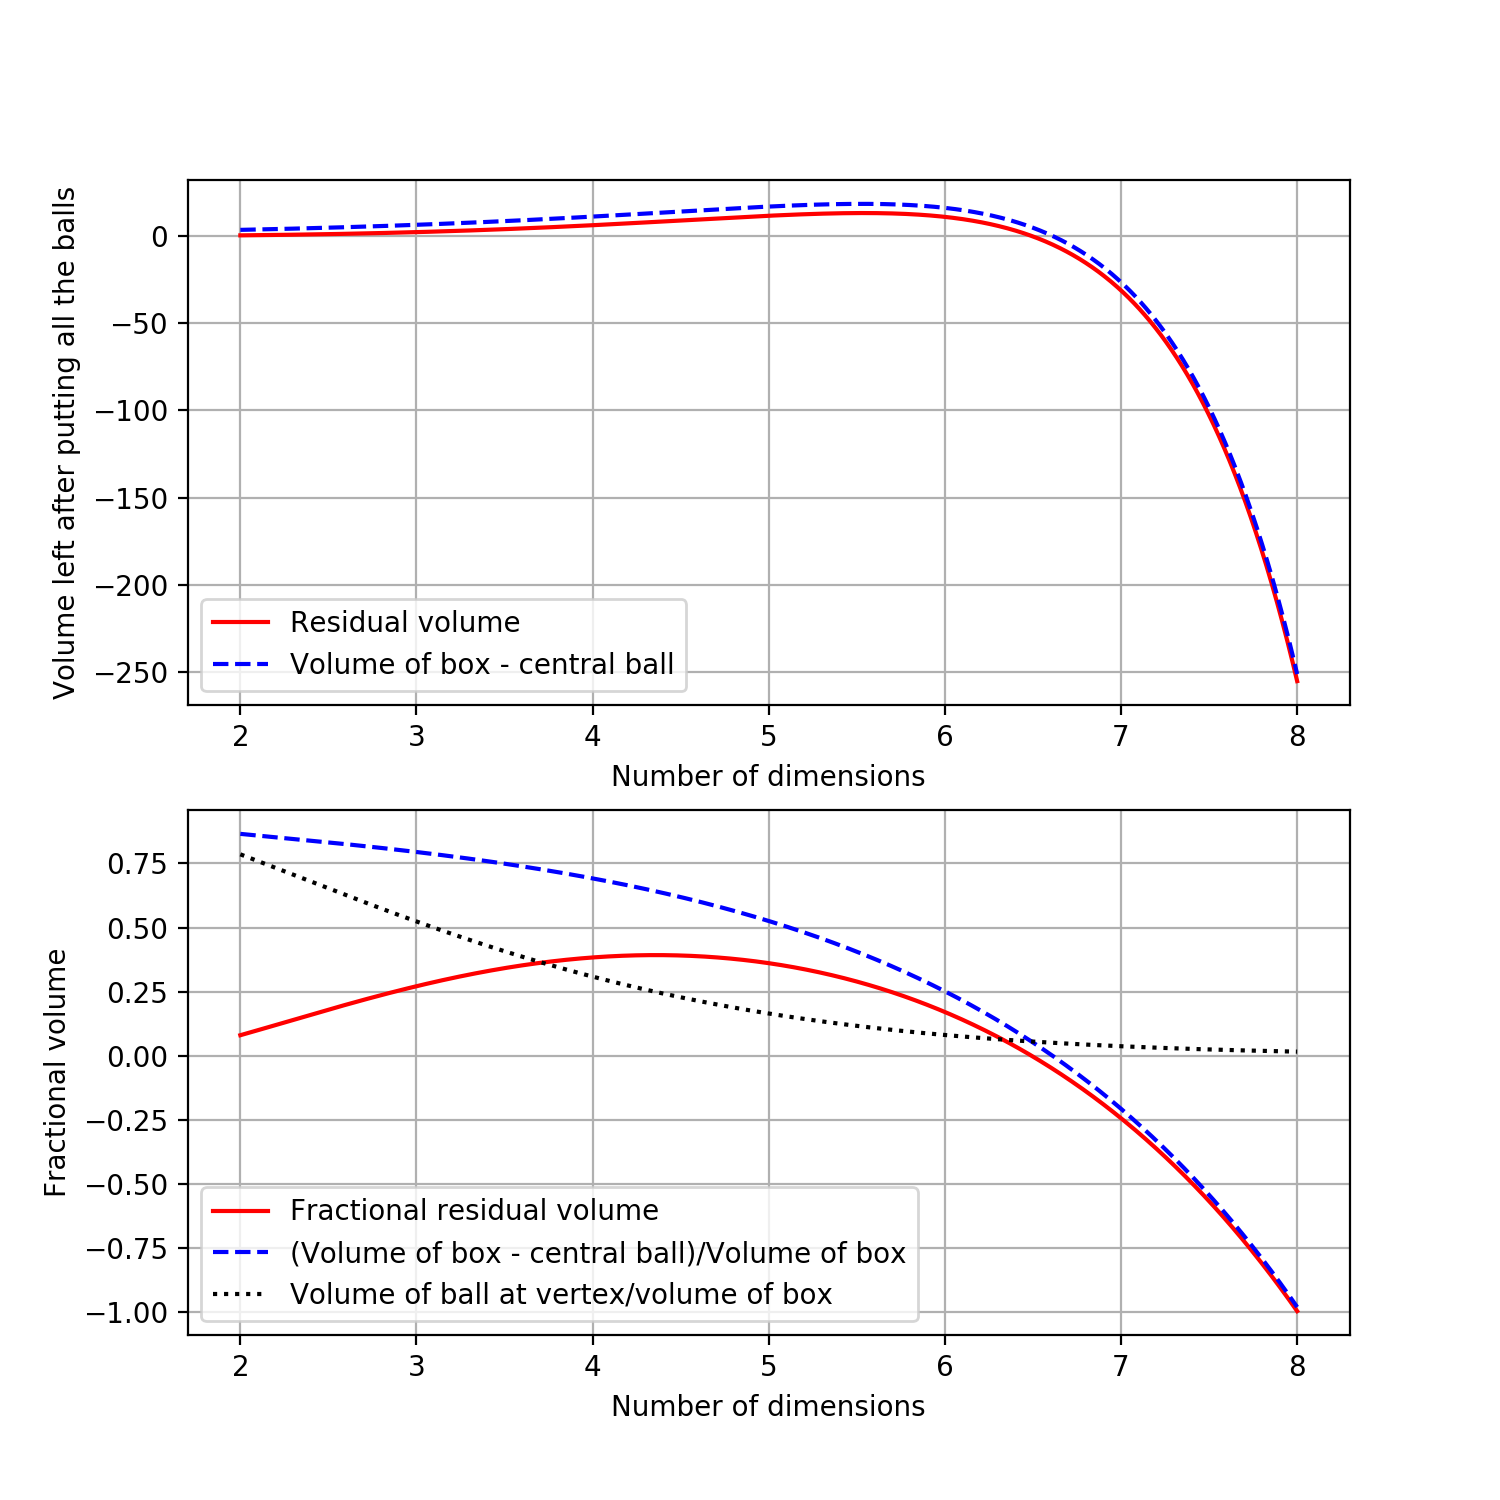 Volume left after putting all the balls
0
−50
−100
−150
−200
−250
Residual volume
Volume of box - central ball
2 3 4 5 6 7 8
Number of dimensions
Fractional volume
0.75
0.50
0.25
0.00
−0.25
−0.50
−0.75
−1.00
Fractional residual volume
(Volume of box - central ball)/Volume of box
Volume of ball at vertex/volume of box
2 3 4 5 6 7 8
Number of dimensions